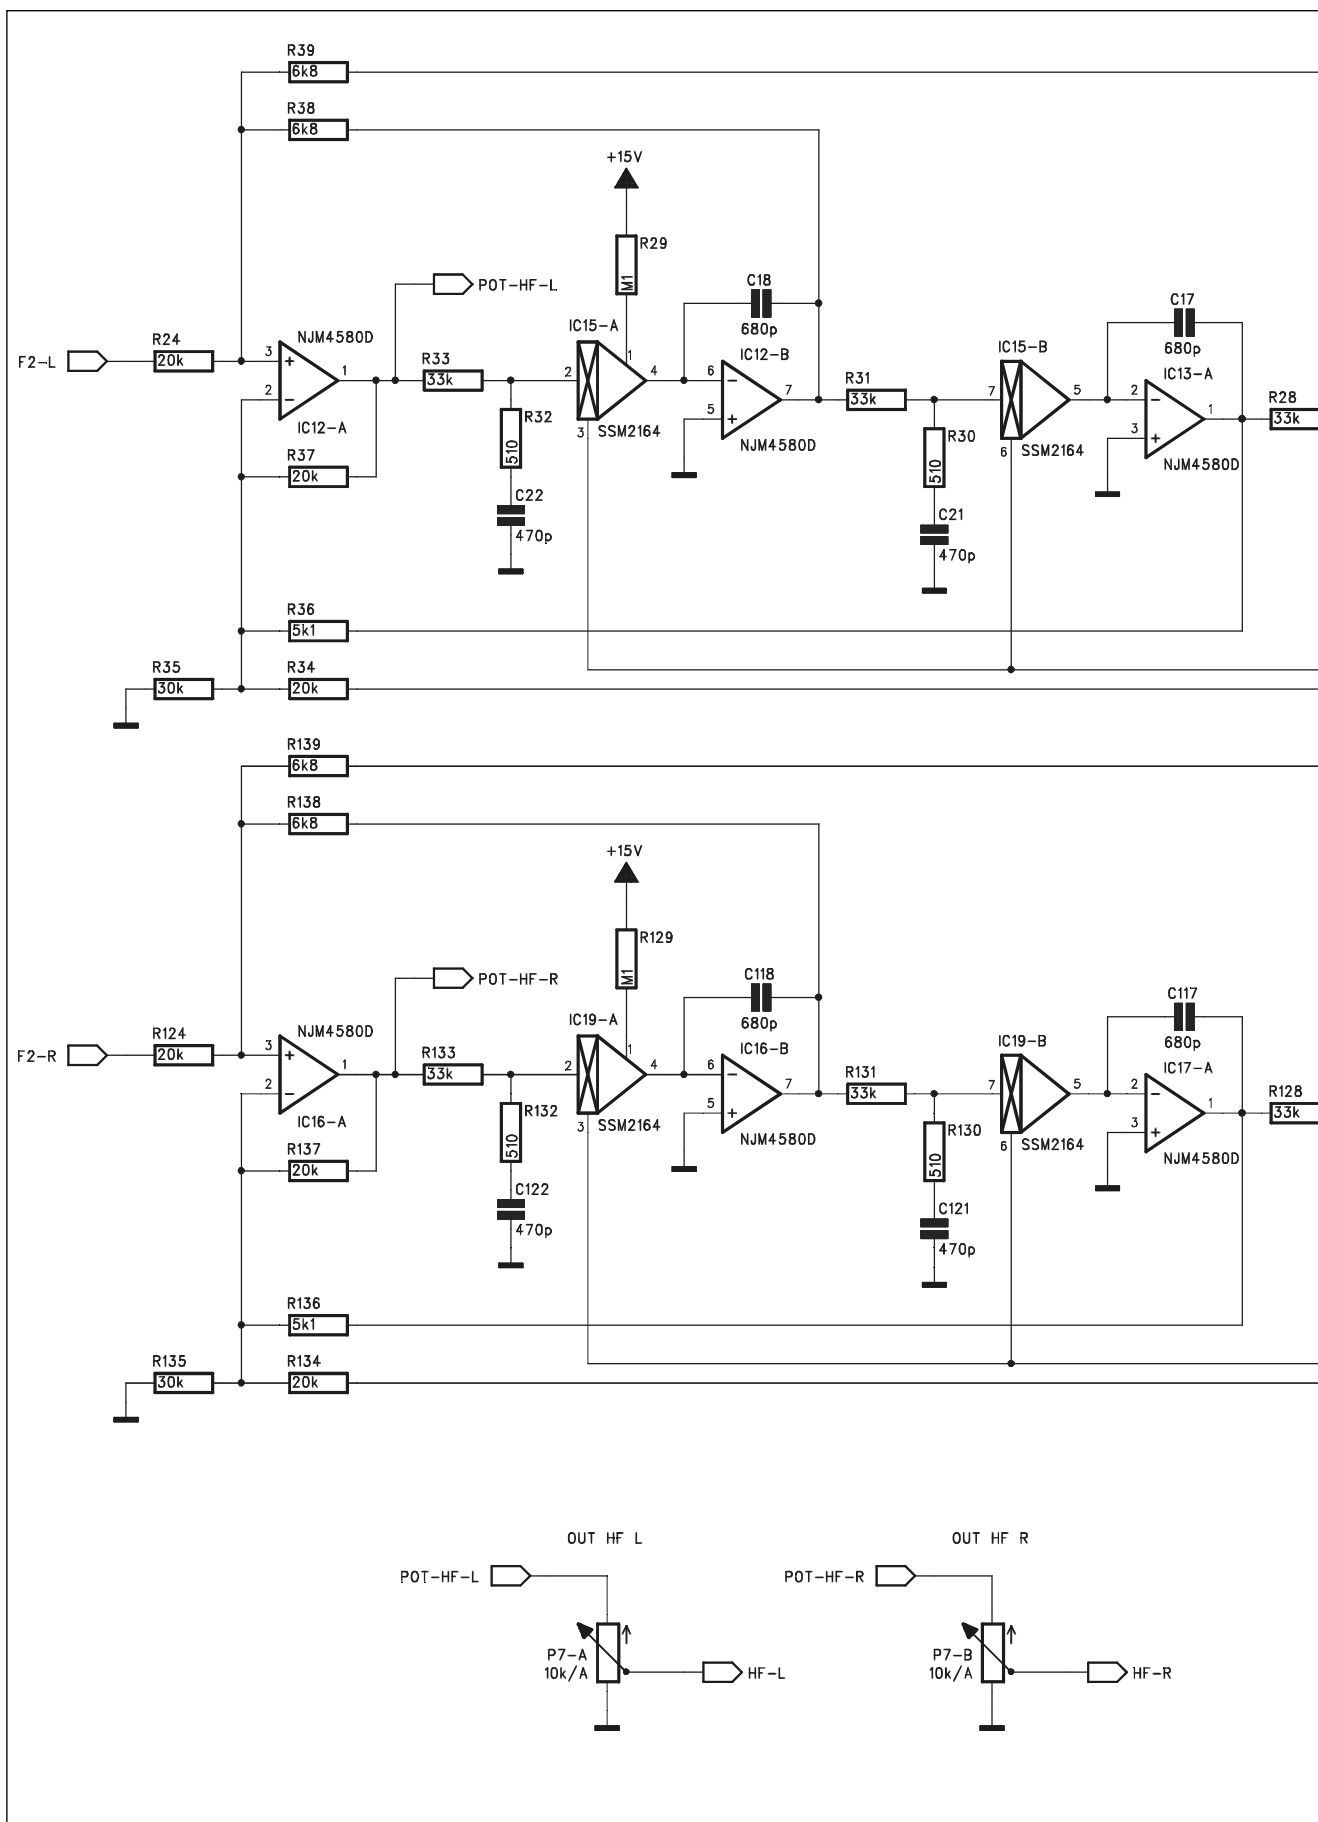 R39
6k8
R38
6k8
+15V
R29
M1
POT-HF-L
C18
680p
C17
680p
IC15-A
R24
20k
F2-L
NJM4580D
3
+
2
−
1
IC12-A
R33
33k
2
1
4
3
SSM2164
IC12-B
6
−
5
+
7
NJM4580D
R31
33k
IC15-B
7
5
6
SSM2164
IC13-A
2
−
3
+
1
NJM4580D
R28
33k
R32
510
R30
510
R37
20k
C22
470p
C21
470p
R36
5k1
R35
30k
R34
20k
R139
6k8
R138
6k8
+15V
R129
M1
POT-HF-R
C118
680p
C117
680p
IC19-A
R124
20k
F2-R
NJM4580D
3
+
2
−
1
IC16-A
R133
33k
2
1
4
3
SSM2164
IC16-B
6
−
5
+
7
NJM4580D
R131
33k
IC19-B
7
5
6
SSM2164
IC17-A
2
−
3
+
1
NJM4580D
R128
33k
R132
510
R130
510
R137
20k
C122
470p
C121
470p
R136
5k1
R135
30k
R134
20k
OUT HF L
OUT HF R
POT-HF-L
POT-HF-R
P7-A
10k/A
HF-L
P7-B
10k/A
HF-R